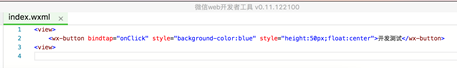 微信web开发者工具 v0.11.122100
index.wxml ×
1 <view>
2 <wx-button bindtap="onClick" style="background-color:blue" style="height:50px;float:center">开发测试</wx-button>
3 <view>
4